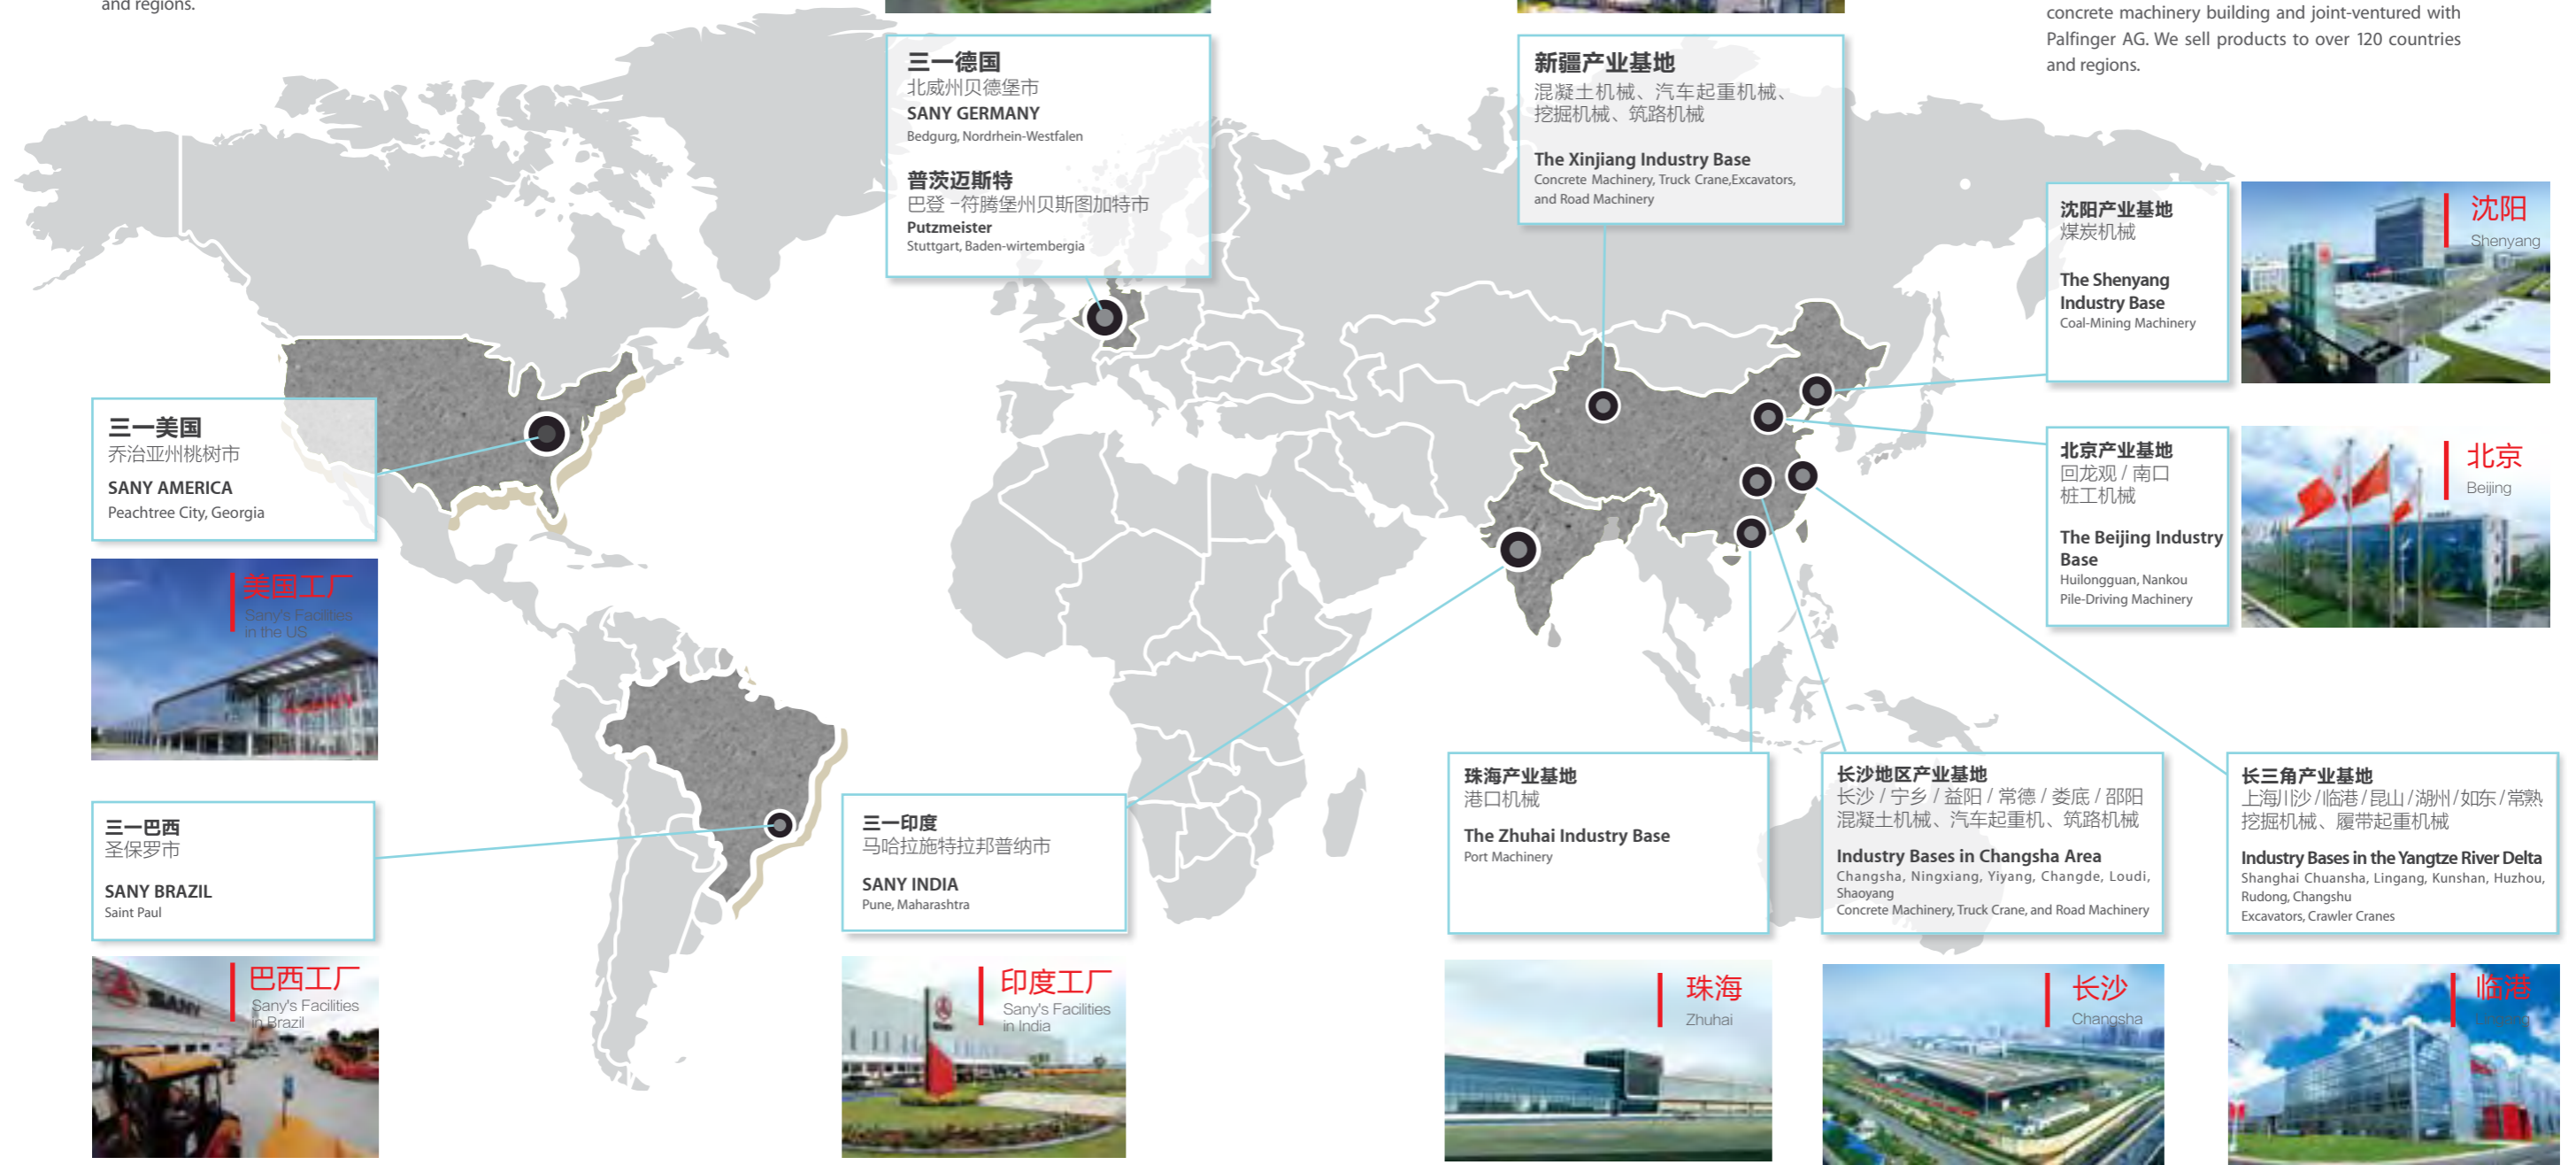 and regions.
concrete machinery building and joint-ventured with
Palfinger AG. We sell products to over 120 countries
and regions.
三一德国
北威州贝德堡市
SANY GERMANY
Bedgurg, Nordrhein-Westfalen
普茨迈斯特
巴登 -符腾堡州贝斯图加特市
Putzmeister
Stuttgart, Baden-wirtembergia
新疆产业基地
混凝土机械、汽车起重机械、
挖掘机械、筑路机械
The Xinjiang Industry Base
Concrete Machinery, Truck Crane,Excavators,
and Road Machinery
沈阳产业基地
煤炭机械
The Shenyang
Industry Base
Coal-Mining Machinery
沈阳
Shenyang
三一美国
乔治亚州桃树市
SANY AMERICA
Peachtree City, Georgia
北京产业基地
回龙观 / 南口
桩工机械
The Beijing Industry
Base
Huilongguan, Nankou
Pile-Driving Machinery
北京
Beijing
美国工厂
Sany's Facilities
in the US
SANY
三一巴西
圣保罗市
SANY BRAZIL
Saint Paul
三一印度
马哈拉施特拉邦普纳市
SANY INDIA
Pune, Maharashtra
珠海产业基地
港口机械
The Zhuhai Industry Base
Port Machinery
长沙地区产业基地
长沙 / 宁乡 / 益阳 / 常德 / 娄底 / 邵阳
混凝土机械、汽车起重机、筑路机械
Industry Bases in Changsha Area
Changsha, Ningxiang, Yiyang, Changde, Loudi,
Shaoyang
Concrete Machinery, Truck Crane, and Road Machinery
长三角产业基地
上海川沙/临港/昆山/湖州/如东/常熟
挖掘机械、履带起重机械
Industry Bases in the Yangtze River Delta
Shanghai Chuansha, Lingang, Kunshan, Huzhou,
Rudong, Changshu
Excavators, Crawler Cranes
巴西工厂
Sany's Facilities
in Brazil
SANY
印度工厂
Sany's Facilities
in India
珠海
Zhuhai
长沙
Changsha
临港
Lingang